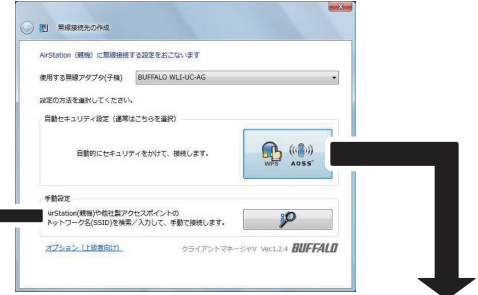 無線接続先の作成
AirStation（親機）に無線接続する設定をおこないます
使用する無線アダプタ(子機)
BUFFALO WLI-UC-AG
設定の方法を選択してください。
自動セキュリティ設定（通常はこちらを選択）
自動的にセキュリティをかけて、接続します。
WPS
AOSS
手動設定
AirStation(親機)や他社製アクセスポイントの
ネットワーク名(SSID)を検索／入力して、手動で接続します。
オプション（上級者向け）
クライアントマネージャV Ver.1.2.4 BUFFALO